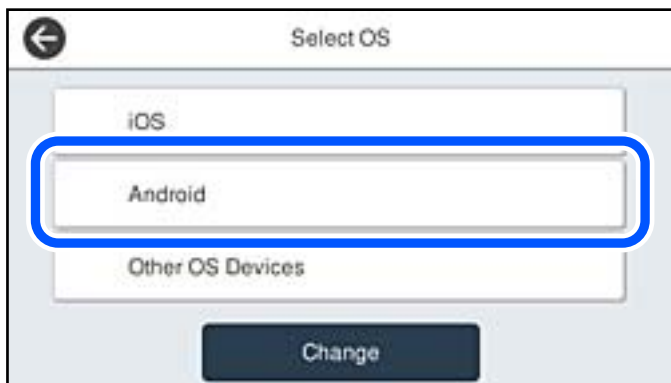 Select OS
iOS
Android
Other OS Devices
Change